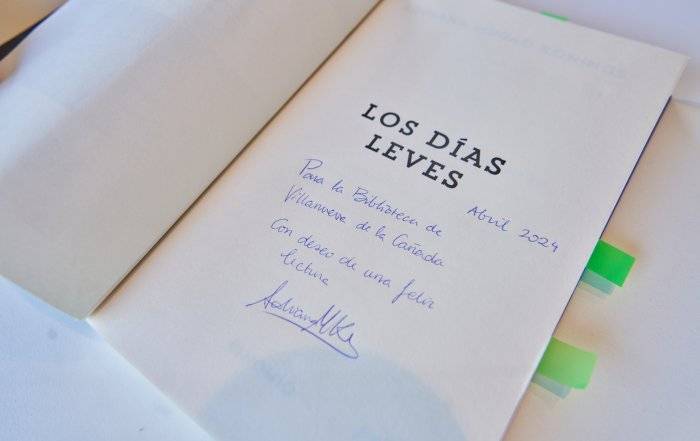 LOS DÍAS
LEVES
Para la Biblioteca de
Villanueva de la Cañada
Abril 2024
Con deseo de una feliz
lectura